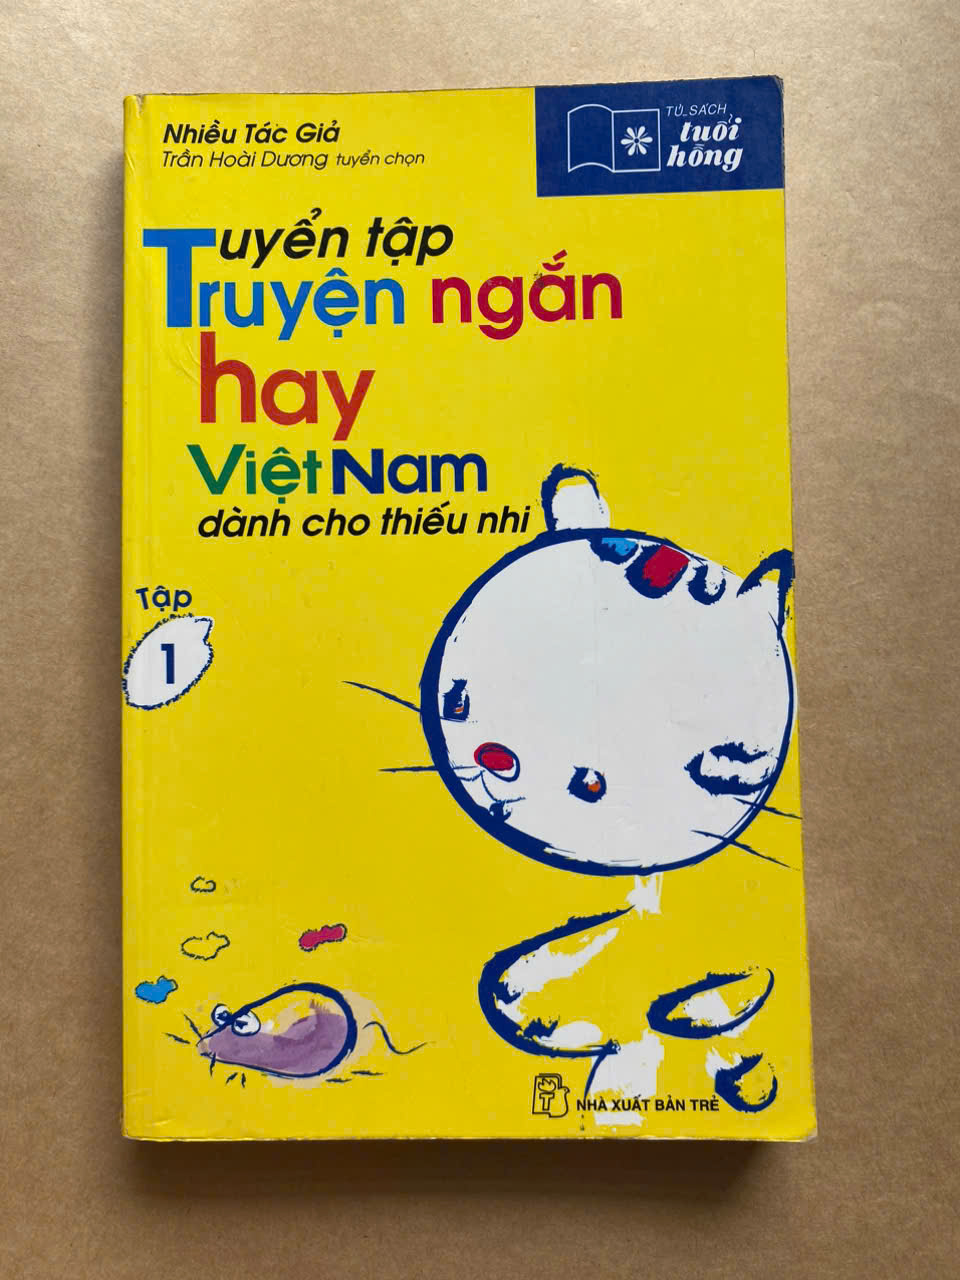 Nhiều Tác Giả
Trần Hoài Dương tuyển chọn
TỦ SÁCH
tuổi
hồng
Tuyển tập
Truyện ngắn
hay
Việt Nam
dành cho thiếu nhi
Tập
1
NHÀ XUẤT BẢN TRẺ